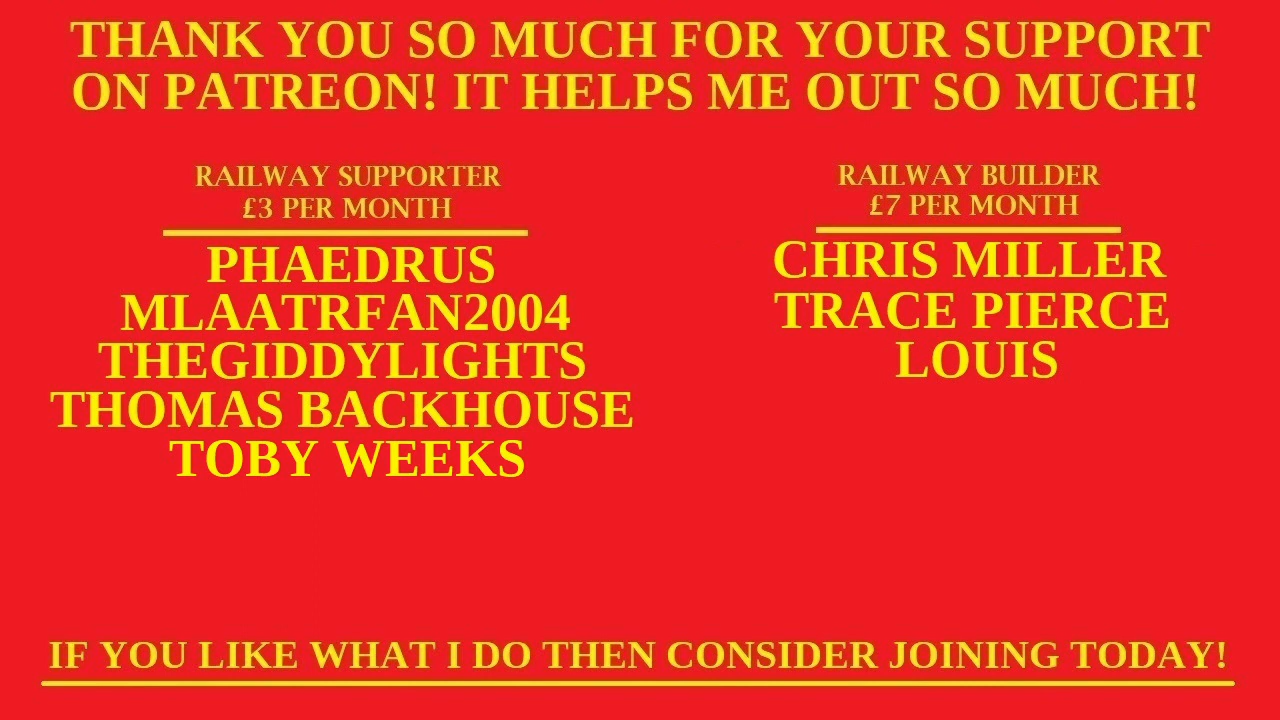 THANK YOU SO MUCH FOR YOUR SUPPORT
ON PATREON! IT HELPS ME OUT SO MUCH!
RAILWAY SUPPORTER
£3 PER MONTH
PHAEDRUS
MLAATRFAN2004
THEGIDDYLIGHTS
THOMAS BACKHOUSE
TOBY WEEKS
RAILWAY BUILDER
£7 PER MONTH
CHRIS MILLER
TRACE PIERCE
LOUIS
IF YOU LIKE WHAT I DO THEN CONSIDER JOINING TODAY!